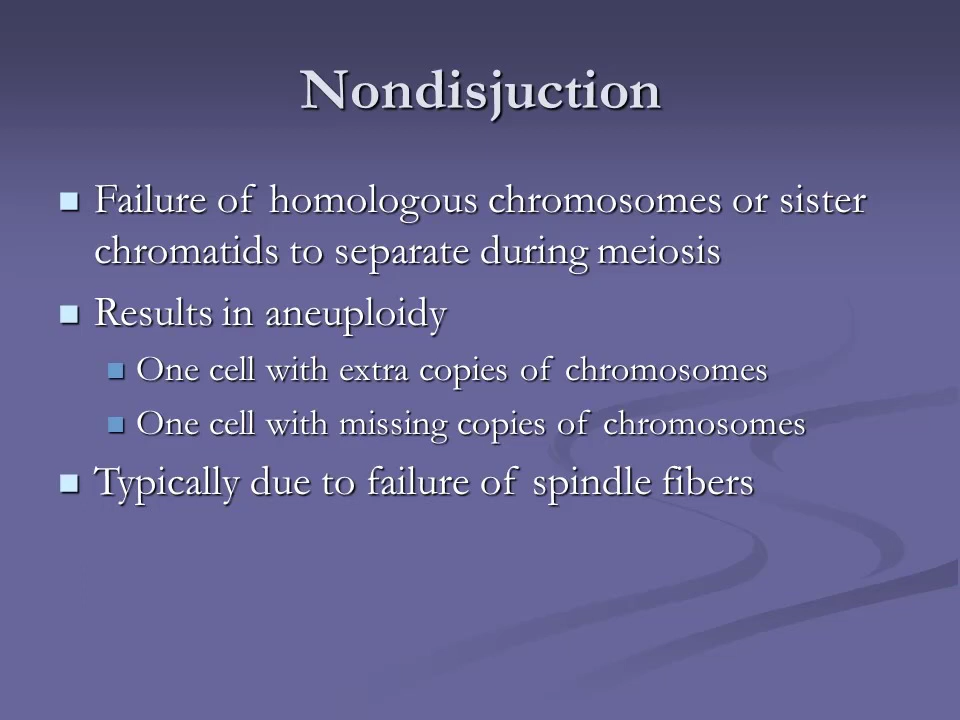 Nondisjuction
Failure of homologous chromosomes or sister
chromatids to separate during meiosis
Results in aneuploidy
One cell with extra copies of chromosomes
One cell with missing copies of chromosomes
Typically due to failure of spindle fibers